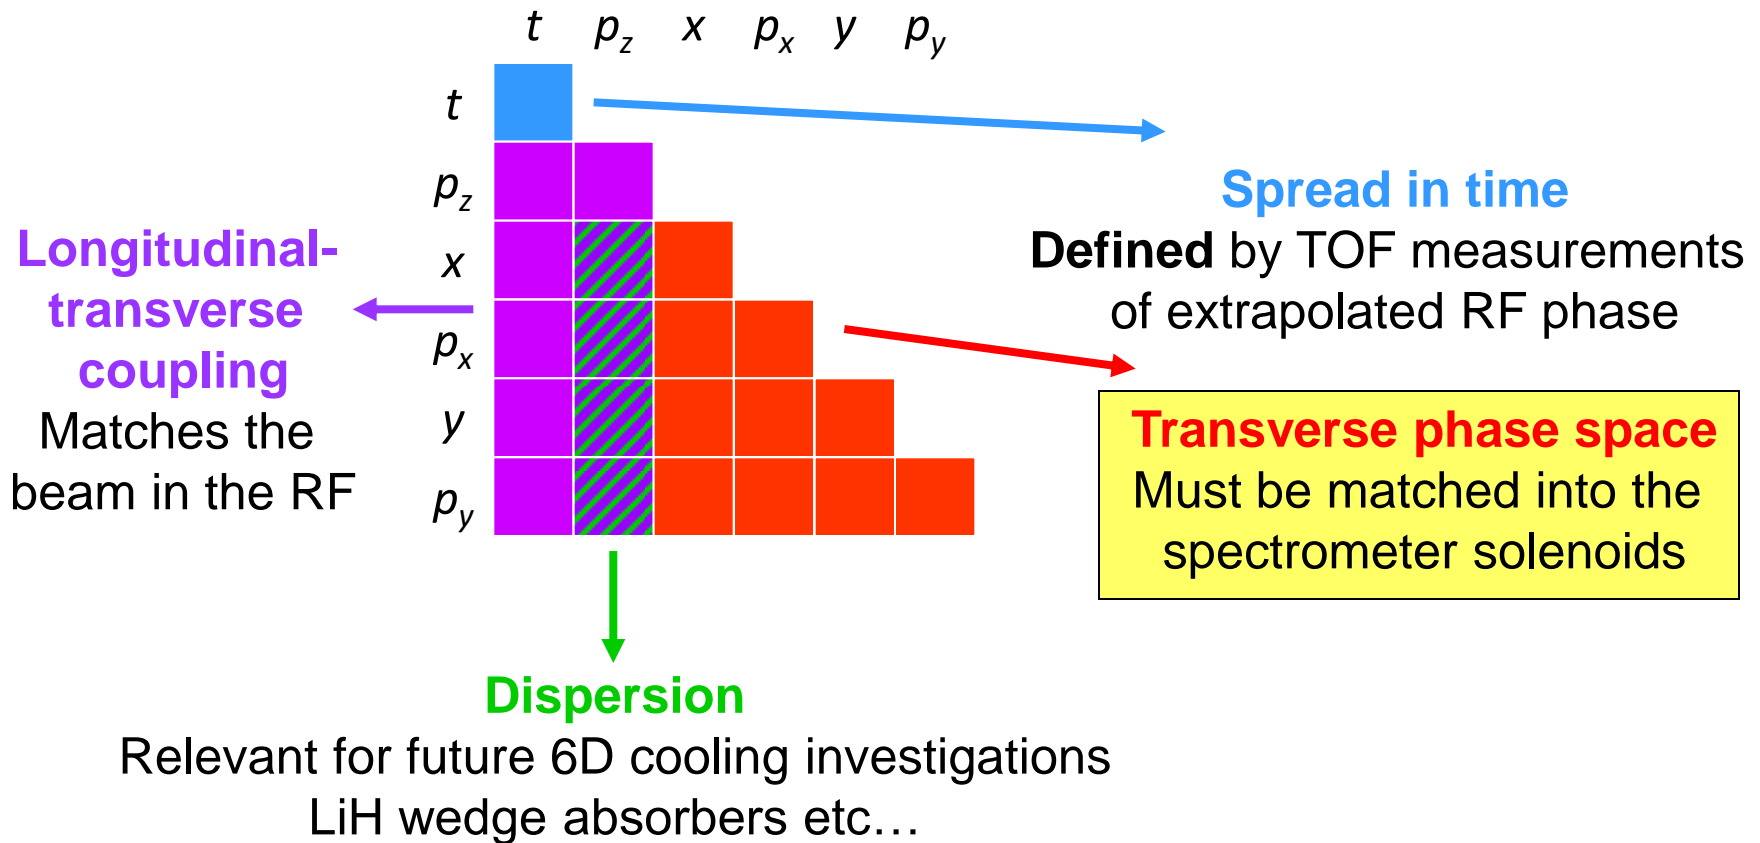 t p_z x p_x y p_y
t
p_z
x
p_x
y
p_y
Longitudinal-
transverse
coupling
Matches the
beam in the RF
Spread in time
Defined by TOF measurements
of extrapolated RF phase
Transverse phase space
Must be matched into the
spectrometer solenoids
Dispersion
Relevant for future 6D cooling investigations
LiH wedge absorbers etc…